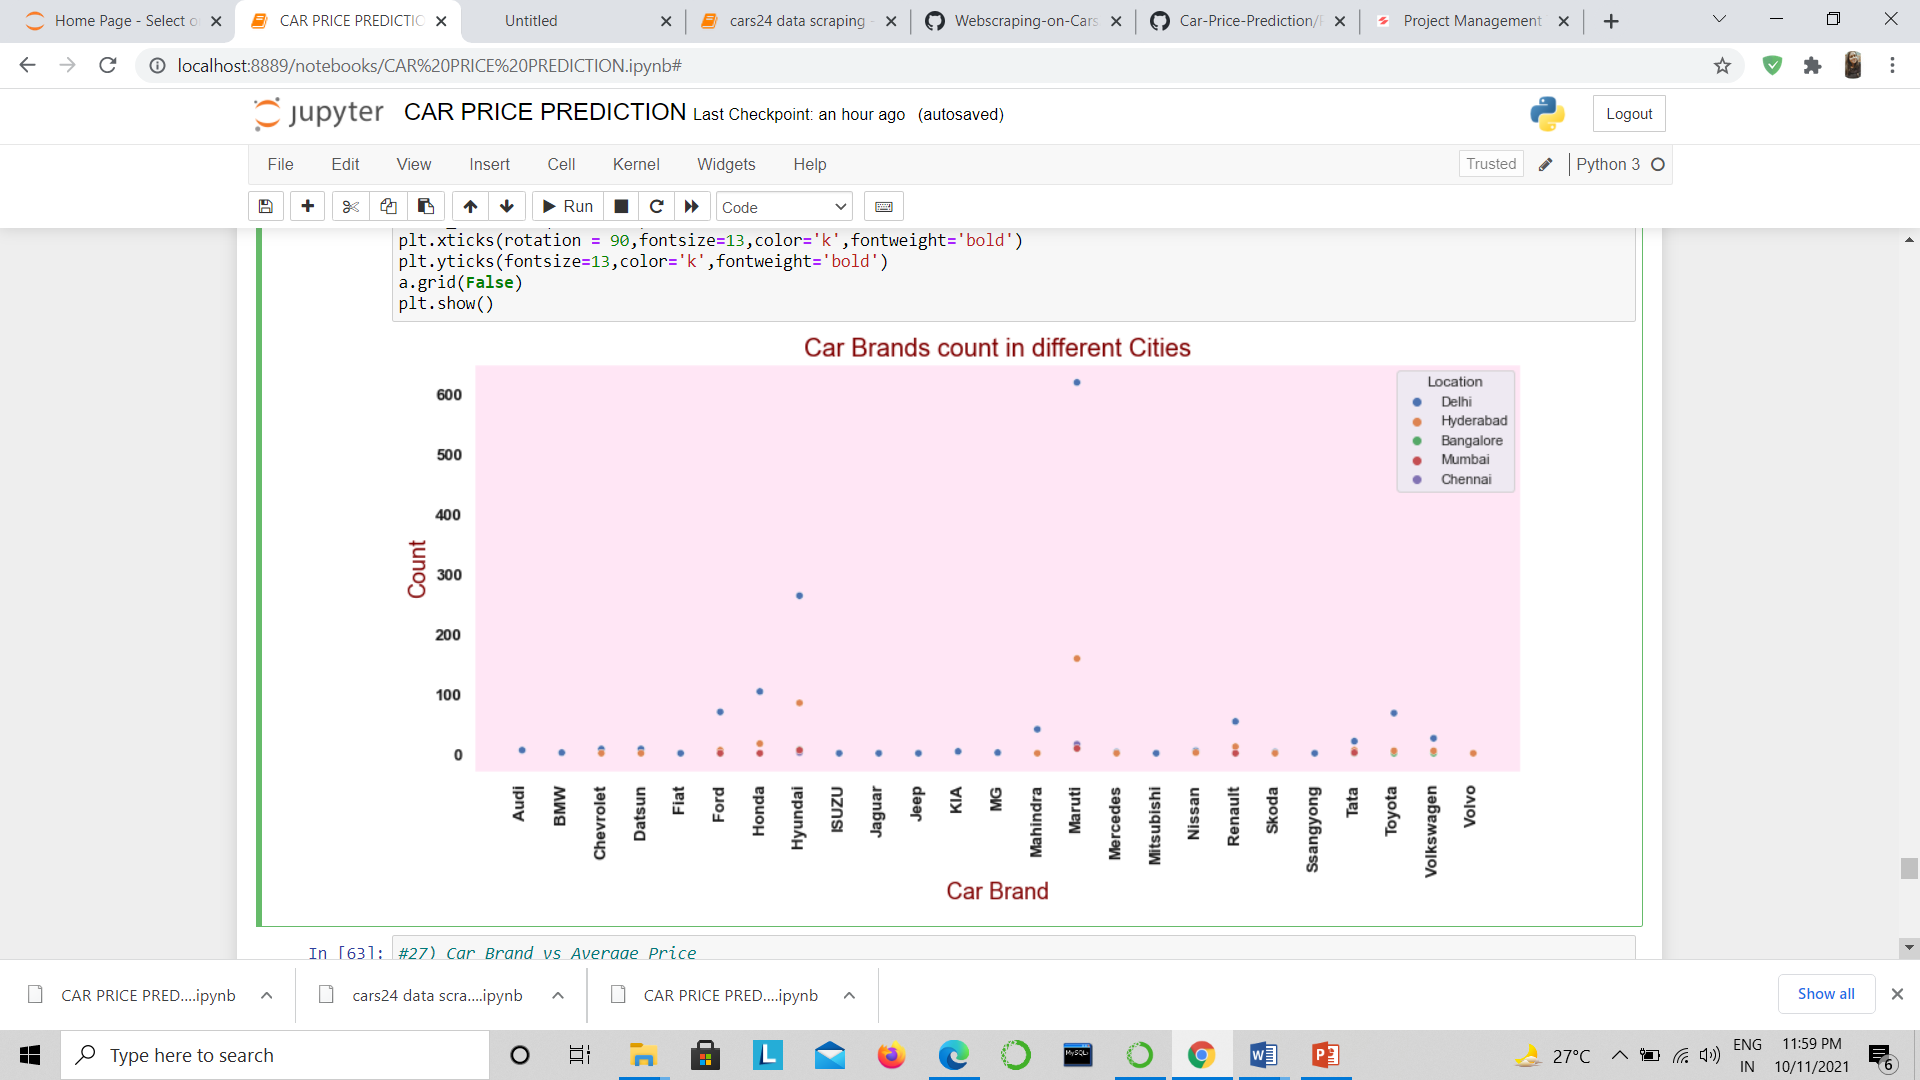 Home Page - Select o
CAR PRICE PREDICTIO
Untitled
cars24 data scraping -
Webscraping-on-Cars
Car-Price-Prediction/
Project Management
localhost:8889/notebooks/CAR%20PRICE%20PREDICTION.ipynb#
jupyter CAR PRICE PREDICTION Last Checkpoint: an hour ago (autosaved)
Logout
File Edit View Insert Cell Kernel Widgets Help
Trusted
Python 3
Run
Code
plt.xticks(rotation = 90,fontsize=13,color='k',fontweight='bold')
plt.yticks(fontsize=13,color='k',fontweight='bold')
a.grid(False)
plt.show()
Car Brands count in different Cities
Location
Delhi
Hyderabad
Bangalore
Mumbai
Chennai
600
500
400
300
200
100
0
Count
Audi
BMW
Chevrolet
Datsun
Fiat
Ford
Honda
Hyundai
ISUZU
Jaguar
Jeep
KIA
MG
Mahindra
Maruti
Mercedes
Mitsubishi
Nissan
Renault
Skoda
Ssangyong
Tata
Toyota
Volkswagen
Volvo
Car Brand
In [63]: #27) Car Brand vs Average Price
CAR PRICE PRED....ipynb
cars24 data scra....ipynb
CAR PRICE PRED....ipynb
Show all
Type here to search
L
MySQL
W
P
27°C
ENG
IN
11:59 PM
10/11/2021
6